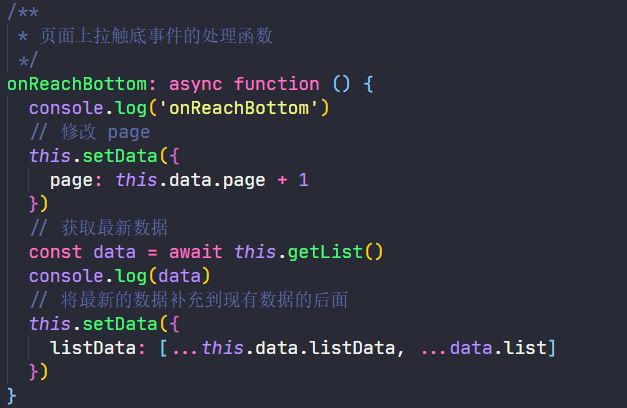 /**
 * 页面上拉触底事件的处理函数
 */
onReachBottom: async function () {
  console.log('onReachBottom')
  // 修改 page
  this.setData({
    page: this.data.page + 1
  })
  // 获取最新数据
  const data = await this.getList()
  console.log(data)
  // 将最新的数据补充到现有数据的后面
  this.setData({
    listData: [...this.data.listData, ...data.list]
  })
}